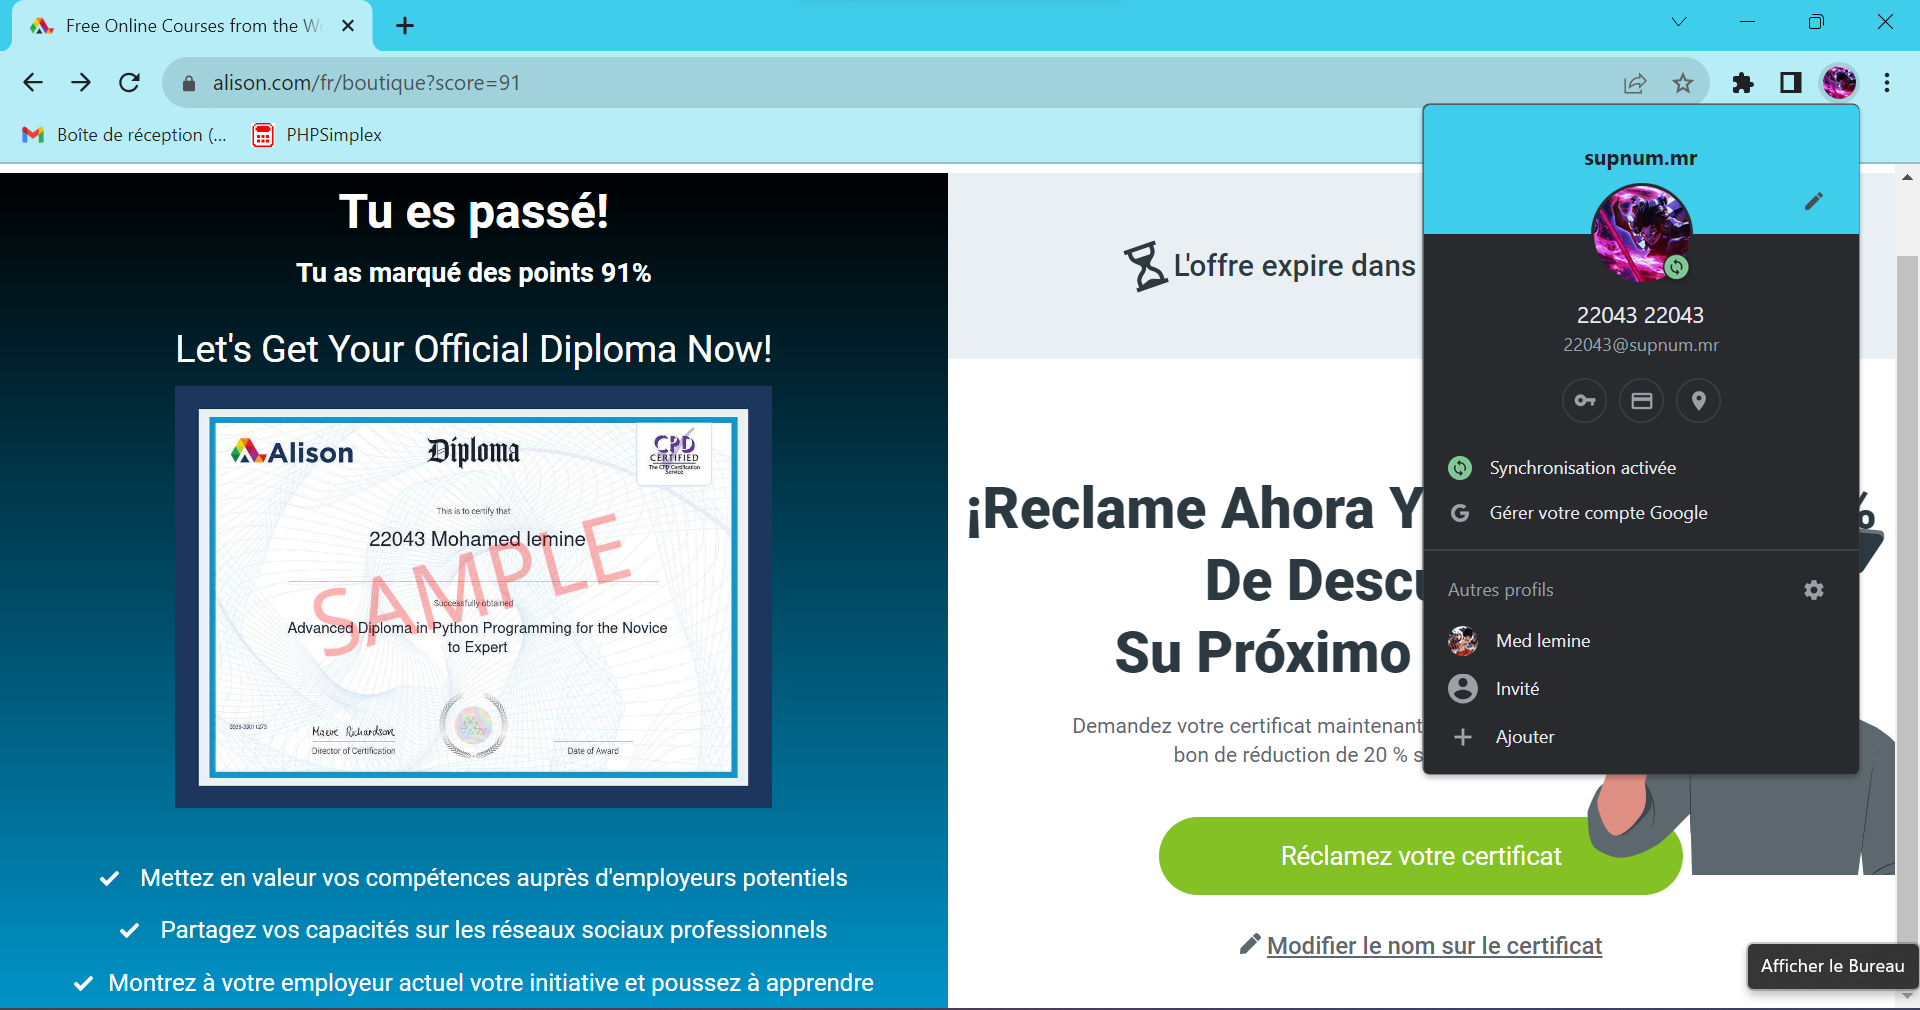 Free Online Courses from the W
alison.com/fr/boutique?score=91
Boîte de réception (...
PHPSimplex
Tu es passé!
Tu as marqué des points 91%
Let's Get Your Official Diploma Now!
Alison
Diploma
CPD
CERTIFIED
The CPD Certification
Service
This is to certify that
22043 Mohamed lemine
SAMPLE
Successfully obtained
Advanced Diploma in Python Programming for the Novice
to Expert
Maeve Richardson
Director of Certification
Date of Award
Mettez en valeur vos compétences auprès d'employeurs potentiels
Partagez vos capacités sur les réseaux sociaux professionnels
Montrez à votre employeur actuel votre initiative et poussez à apprendre
L'offre expire dans
¡Reclame Ahora Y
%
De Descu
Su Próximo
Demandez votre certificat maintenant
bon de réduction de 20 % s
Réclamez votre certificat
Modifier le nom sur le certificat
supnum.mr
22043 22043
22043@supnum.mr
Synchronisation activée
G Gérer votre compte Google
Autres profils
Med lemine
Invité
Ajouter
Afficher le Bureau